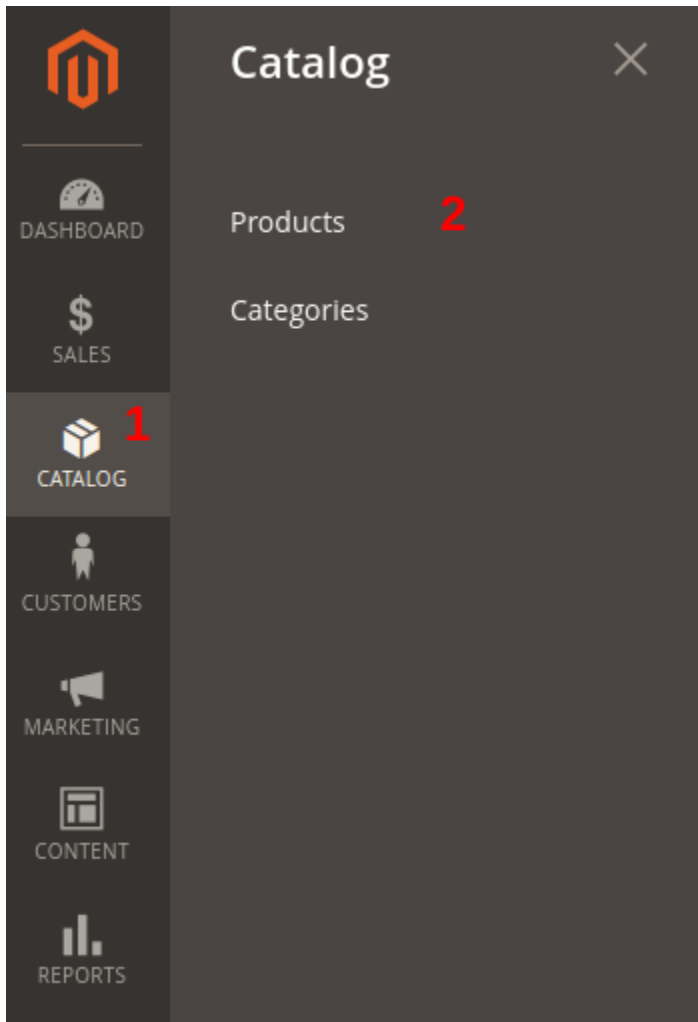 Catalog
DASHBOARD
Products
2
SALES
Categories
1
CATALOG
CUSTOMERS
MARKETING
CONTENT
REPORTS